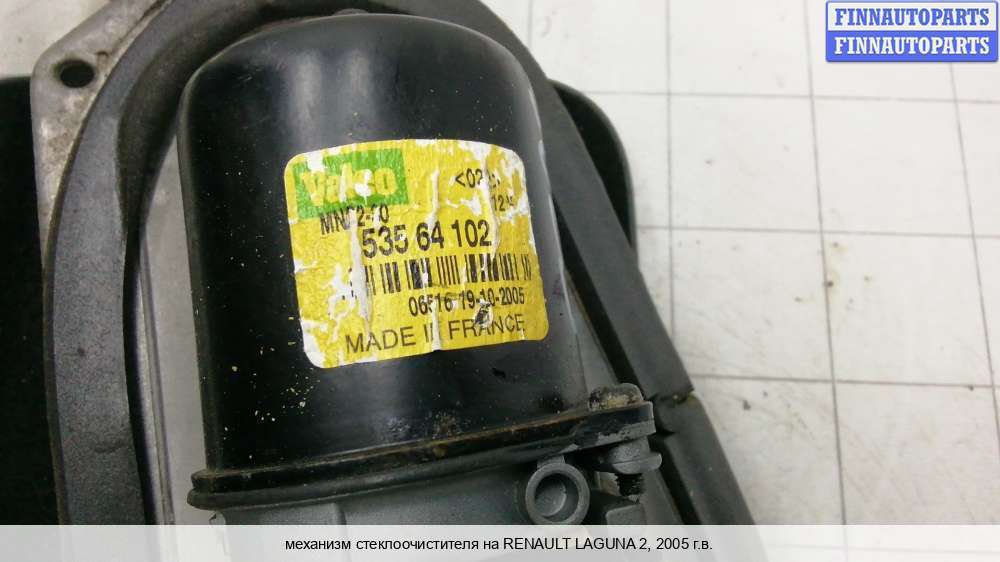 FINNAUTOPARTS
FINNAUTOPARTS
Valeo
535 64 102
19-10-2005
MADE IN FRANCE
механизм стеклоочистителя на RENAULT LAGUNA 2, 2005 г.в.